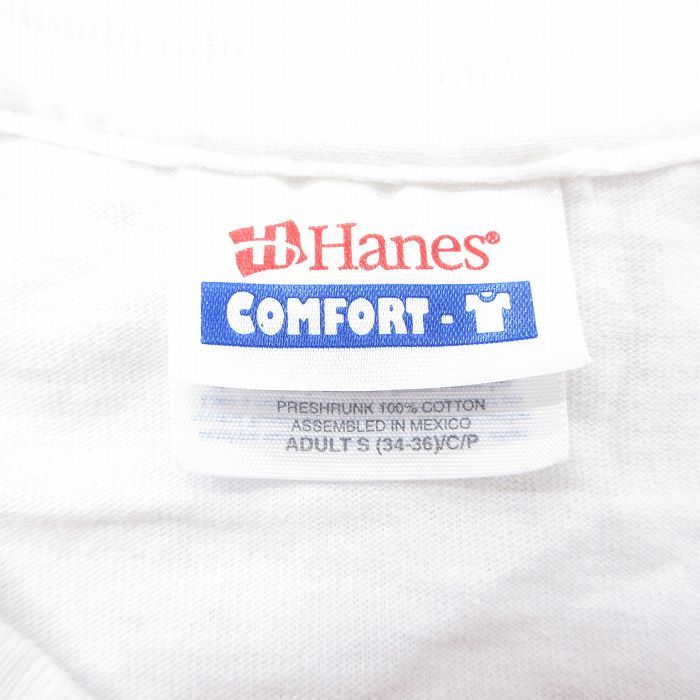 Hanes®
COMFORT -
PRESHRUNK 100% COTTON
ASSEMBLED IN MEXICO
ADULT S (34-36)/C/P